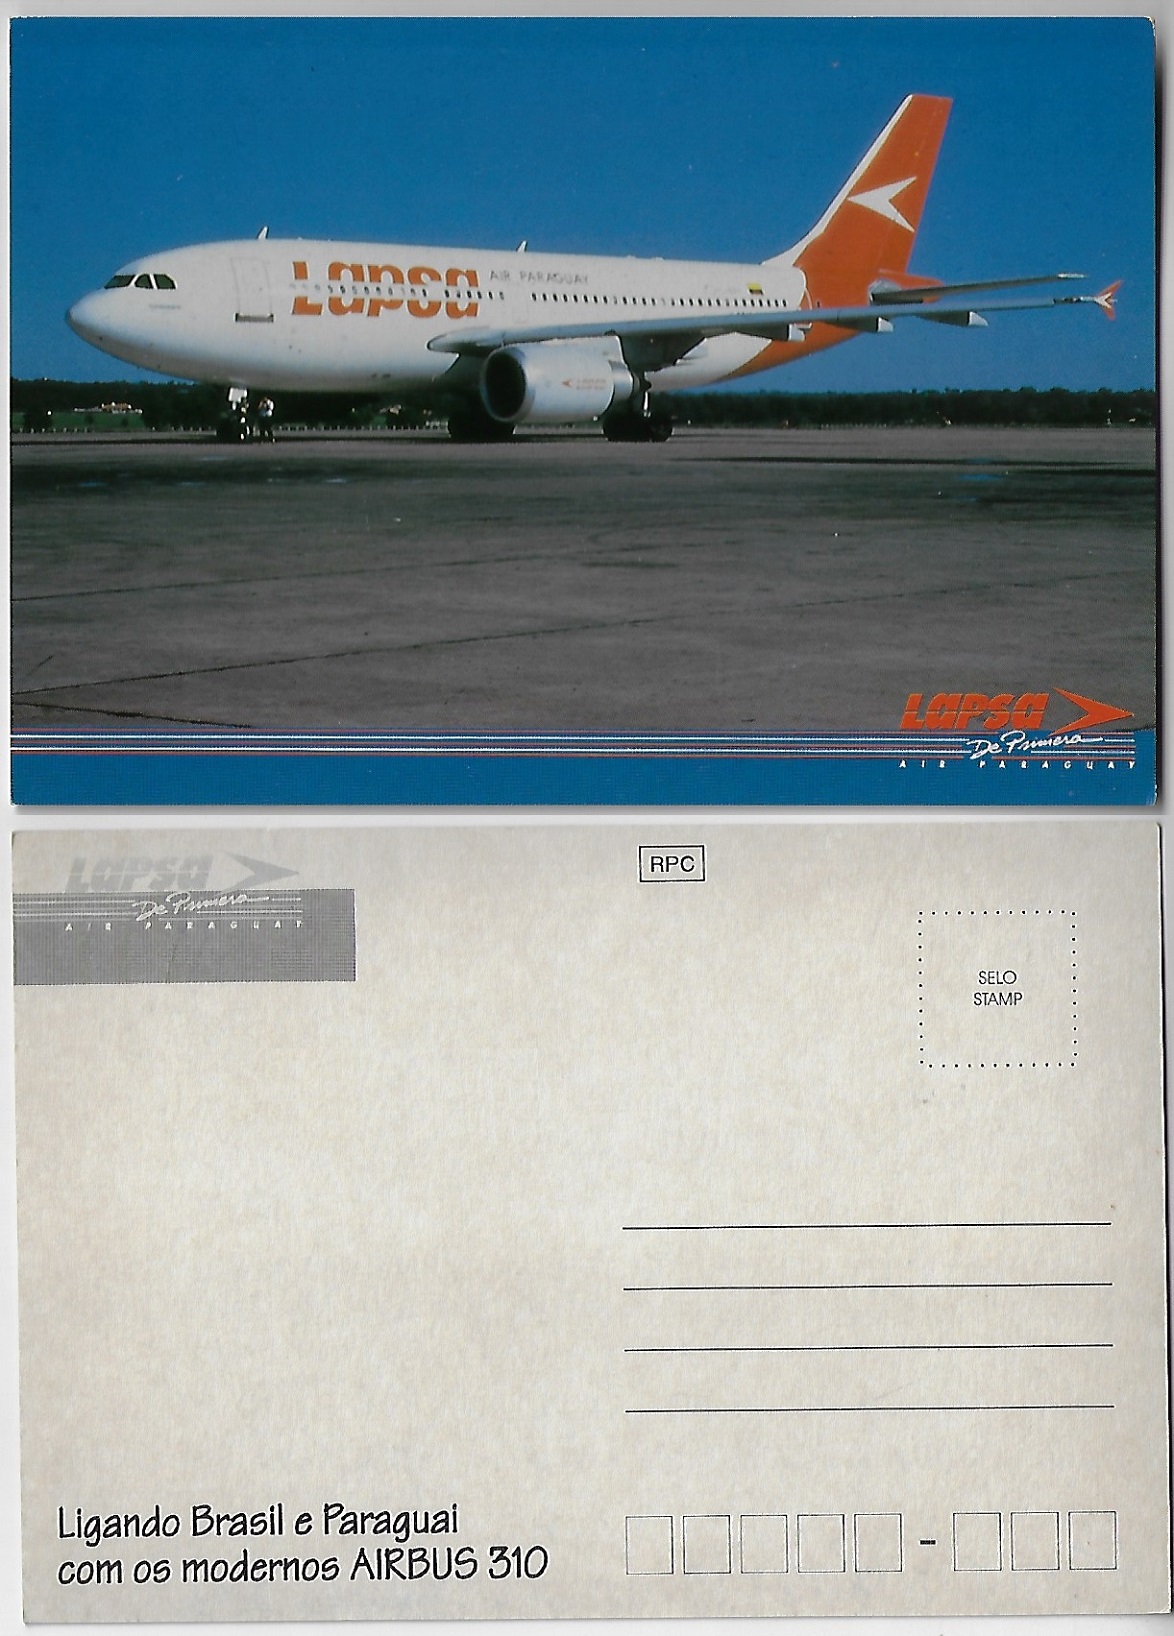 Lapsa AIR PARAGUAY
LAPSA
De Primera
AIR PARAGUAY
LAPSA
De Primera
AIR PARAGUAY
RPC
SELO
STAMP
Ligando Brasil e Paraguai
com os modernos AIRBUS 310